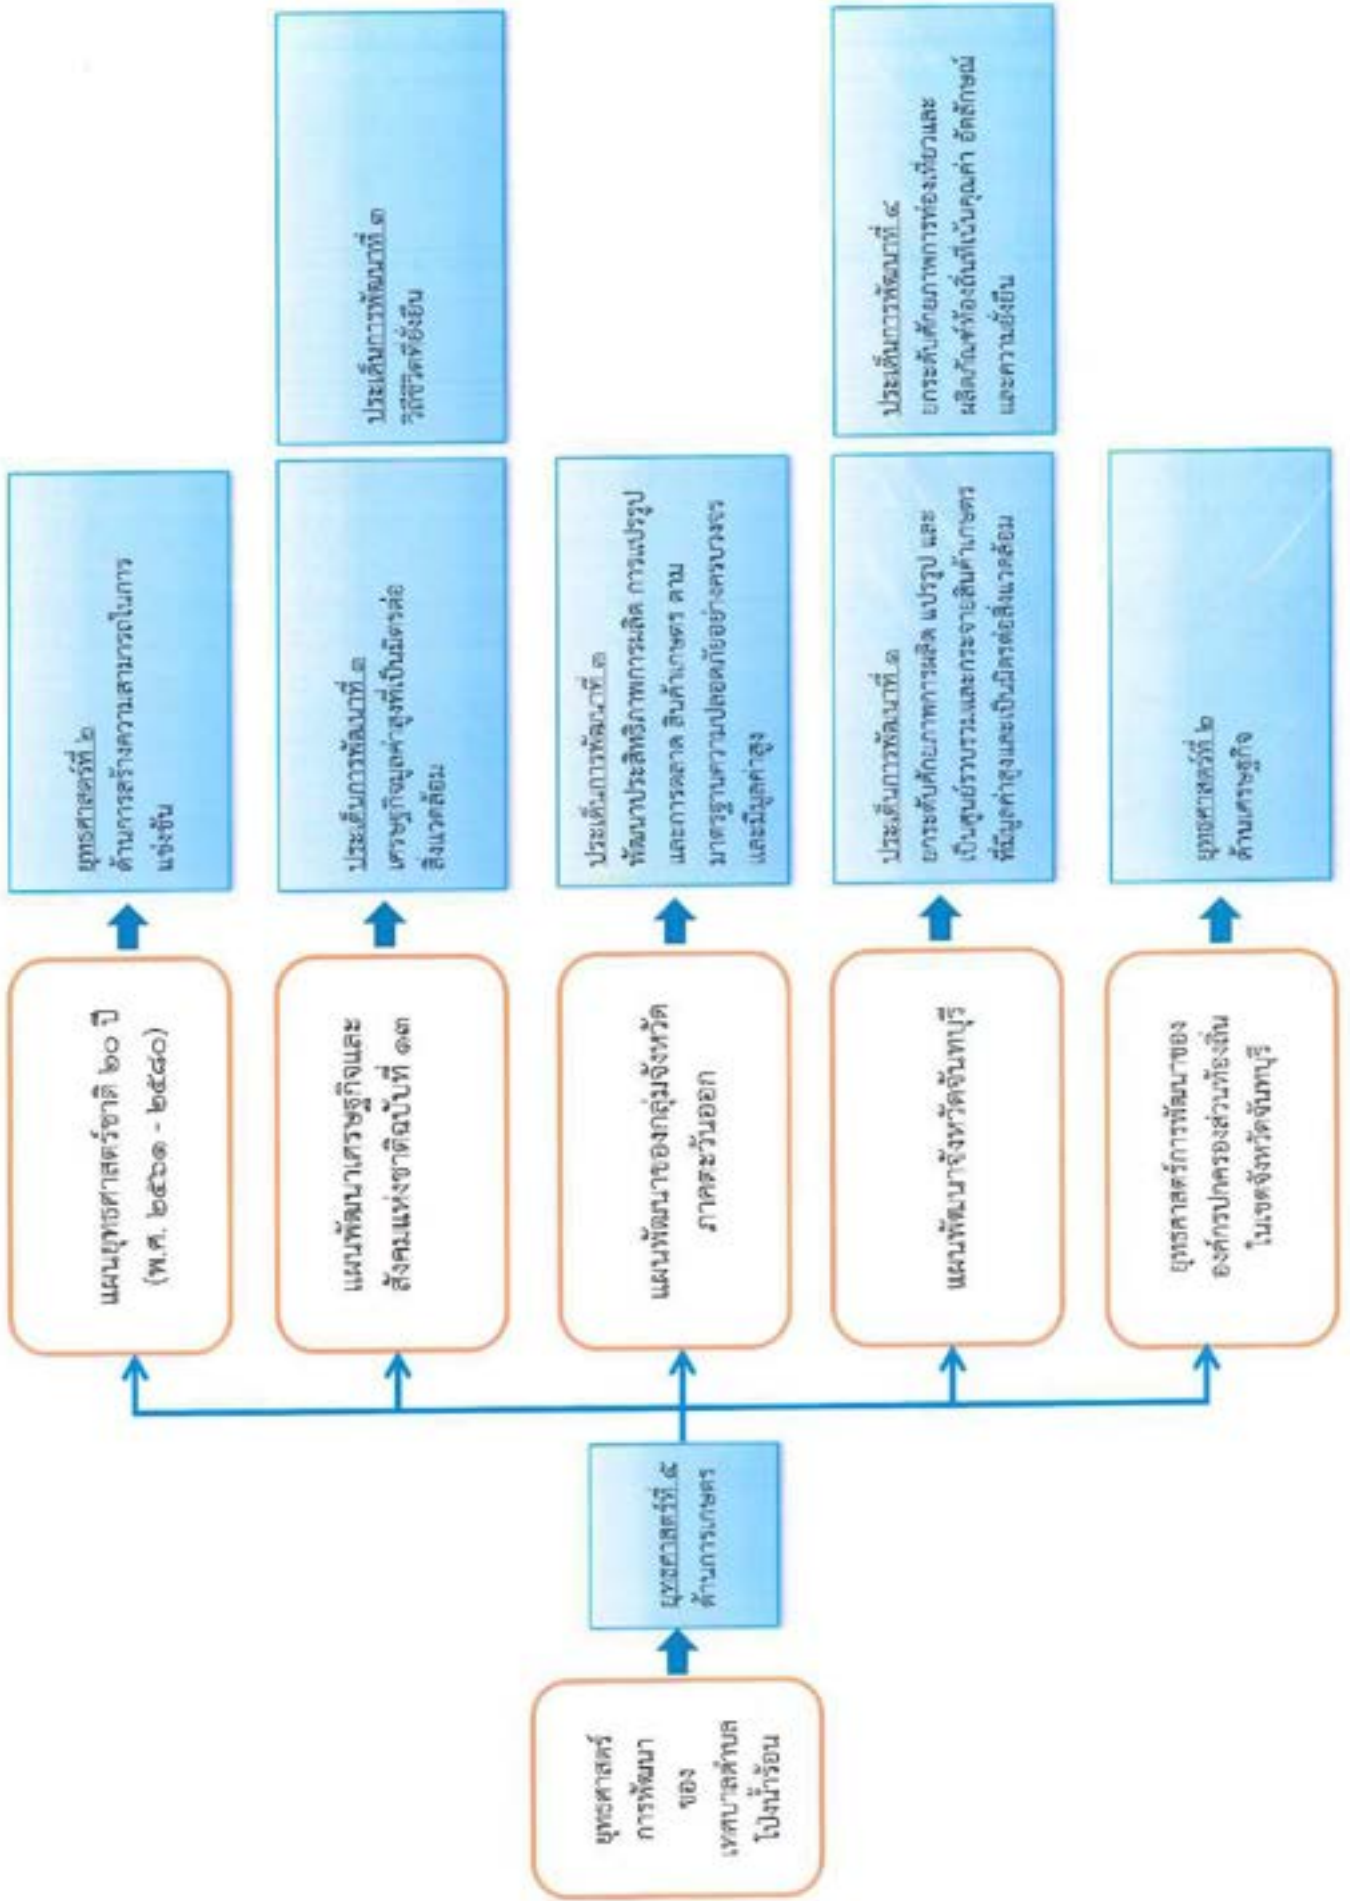 ยุทธศาสตร์
การพัฒนา
ของ
เทศบาลตำบล
โป่งน้ำร้อน
ยุทธศาสตร์ที่ ๔
ด้านการเกษตร
แผนยุทธศาสตร์ชาติ ๒๐ ปี
(พ.ศ. ๒๕๖๑ - ๒๕๘๐)
ยุทธศาสตร์ที่ ๒
ด้านการสร้างความสามารถในการ
แข่งขัน
แผนพัฒนาเศรษฐกิจและ
สังคมแห่งชาติฉบับที่ ๑๓
ประเด็นการพัฒนาที่ ๑
เศรษฐกิจมูลค่าสูงที่เป็นมิตรต่อ
สิ่งแวดล้อม
ประเด็นการพัฒนาที่ ๓
วิถีชีวิตที่ยั่งยืน
แผนพัฒนาของกลุ่มจังหวัด
ภาคตะวันออก
ประเด็นการพัฒนาที่ ๓
พัฒนาประสิทธิภาพการผลิต การแปรรูป
และการตลาด สินค้าเกษตร ตาม
มาตรฐานความปลอดภัยอย่างครบวงจร
และมีมูลค่าสูง
แผนพัฒนาจังหวัดจันทบุรี
ประเด็นการพัฒนาที่ ๑
ยกระดับศักยภาพการผลิต แปรรูป และ
เป็นศูนย์รวบรวมและกระจายสินค้าเกษตร
ที่มีมูลค่าสูงและเป็นมิตรต่อสิ่งแวดล้อม
ประเด็นการพัฒนาที่ ๔
ยกระดับศักยภาพการท่องเที่ยวและ
ผลิตภัณฑ์ท้องถิ่นที่เน้นคุณค่า อัตลักษณ์
และความยั่งยืน
ยุทธศาสตร์การพัฒนาของ
องค์กรปกครองส่วนท้องถิ่น
ในเขตจังหวัดจันทบุรี
ยุทธศาสตร์ที่ ๒
ด้านเศรษฐกิจ